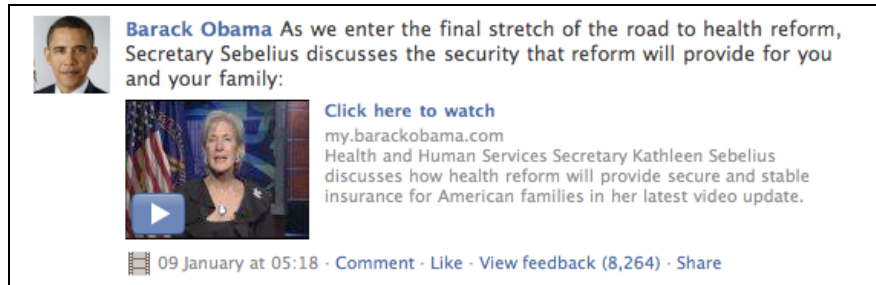 Barack Obama As we enter the final stretch of the road to health reform,
Secretary Sebelius discusses the security that reform will provide for you
and your family:
Click here to watch
my.barackobama.com
Health and Human Services Secretary Kathleen Sebelius
discusses how health reform will provide secure and stable
insurance for American families in her latest video update.
09 January at 05:18 · Comment · Like · View feedback (8,264) · Share